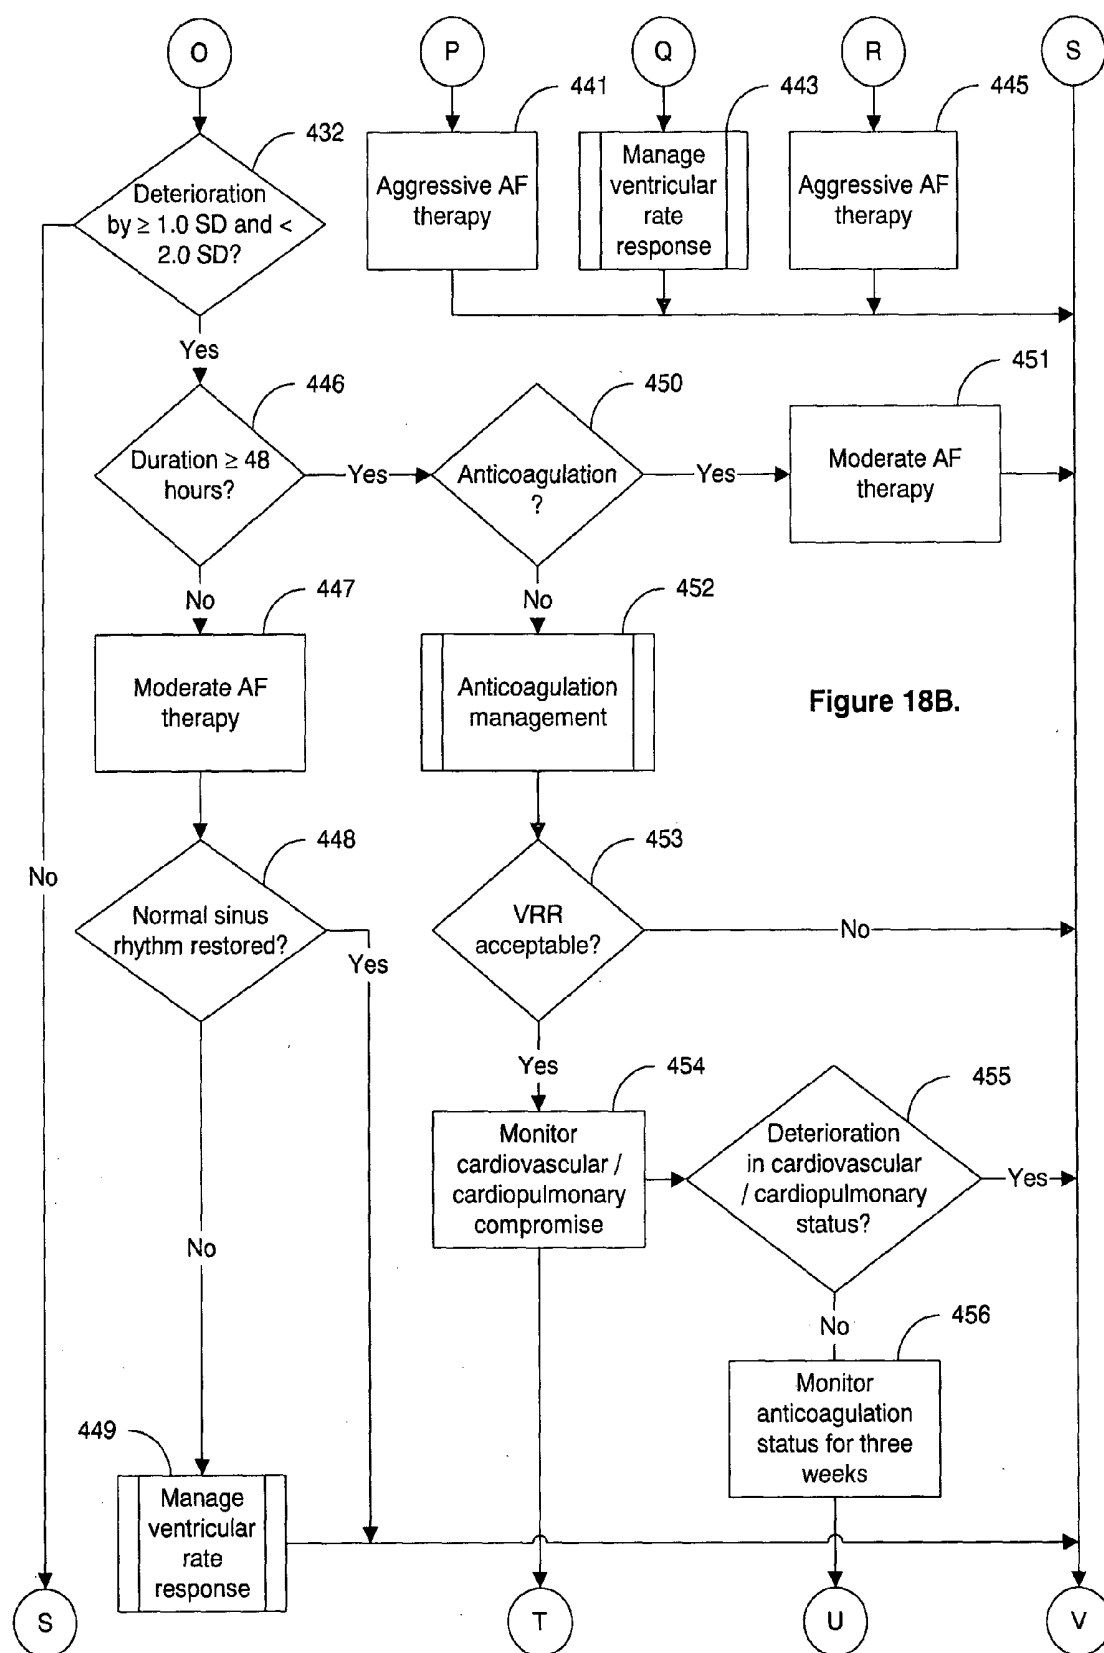 O
P
Q
R
S
432
441
443
445
Deterioration
by ≥ 1.0 SD and <
2.0 SD?
Aggressive AF
therapy
Manage
ventricular
rate
response
Aggressive AF
therapy
Yes
446
450
451
Duration ≥ 48
hours?
Yes
Anticoagulation
?
Yes
Moderate AF
therapy
No
447
No
452
Moderate AF
therapy
Anticoagulation
management
Figure 18B.
448
453
No
Normal sinus
rhythm restored?
Yes
VRR
acceptable?
No
Yes
454
455
Monitor
cardiovascular /
cardiopulmonary
compromise
Deterioration
in cardiovascular
/ cardiopulmonary
status?
Yes
No
No
456
449
Monitor
anticoagulation
status for three
weeks
Manage
ventricular
rate
response
S
T
U
V